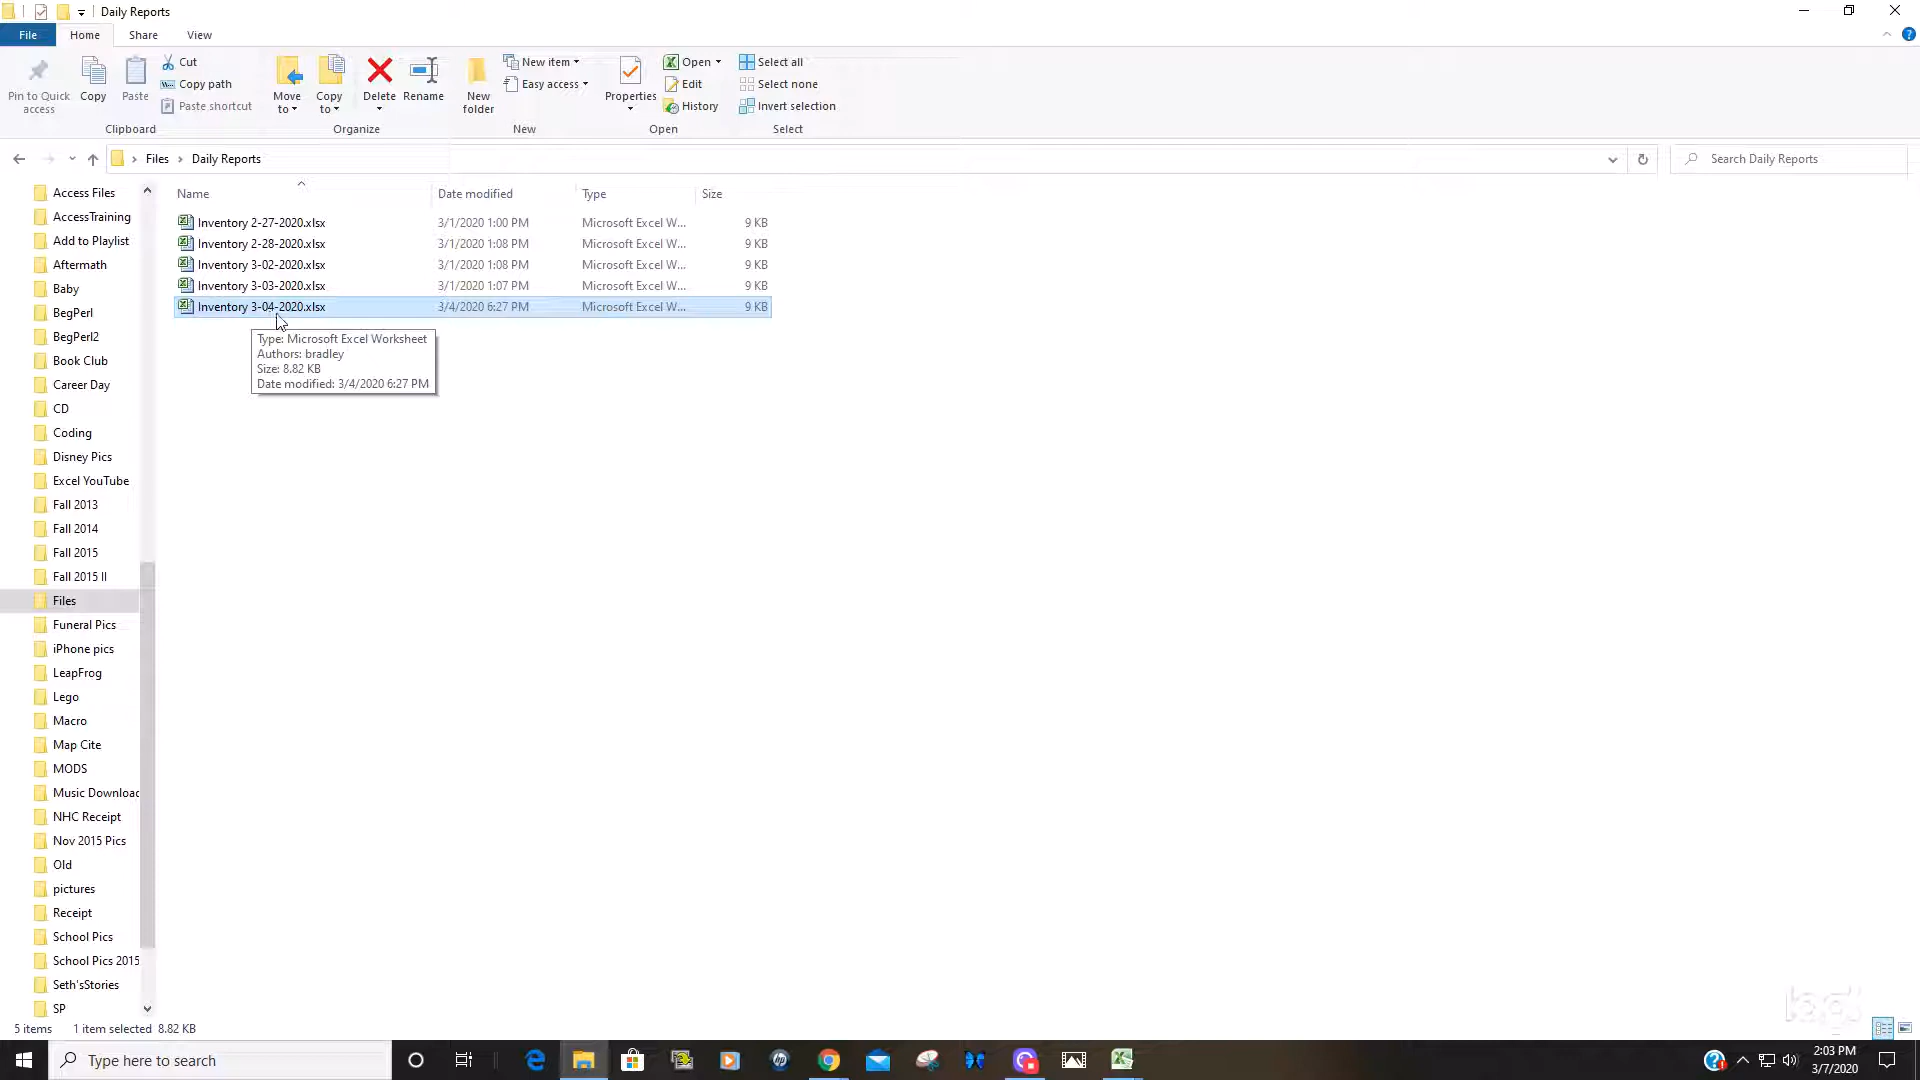 Daily Reports
File Home Share View
Pin to Quick access
Copy
Paste
Cut
Copy path
Paste shortcut
Move to
Copy to
Delete
Rename
New folder
New item
Easy access
Properties
Open
Edit
History
Select all
Select none
Invert selection
Clipboard Organize New Open Select
Files Daily Reports
Search Daily Reports
Name Date modified Type Size
Inventory 2-27-2020.xlsx 3/1/2020 1:00 PM Microsoft Excel W... 9 KB
Inventory 2-28-2020.xlsx 3/1/2020 1:08 PM Microsoft Excel W... 9 KB
Inventory 3-02-2020.xlsx 3/1/2020 1:08 PM Microsoft Excel W... 9 KB
Inventory 3-03-2020.xlsx 3/1/2020 1:07 PM Microsoft Excel W... 9 KB
Inventory 3-04-2020.xlsx 3/4/2020 6:27 PM Microsoft Excel W... 9 KB
Type: Microsoft Excel Worksheet
Authors: bradley
Size: 8.82 KB
Date modified: 3/4/2020 6:27 PM
Access Files
AccessTraining
Add to Playlist
Aftermath
Baby
BegPerl
BegPerl2
Book Club
Career Day
CD
Coding
Disney Pics
Excel YouTube
Fall 2013
Fall 2014
Fall 2015
Fall 2015 II
Files
Funeral Pics
iPhone pics
LeapFrog
Lego
Macro
Map Cite
MODS
Music Downloac
NHC Receipt
Nov 2015 Pics
Old
pictures
Receipt
School Pics
School Pics 2015
Seth'sStories
SP
5 items 1 item selected 8.82 KB
Type here to search
2:03 PM
3/7/2020